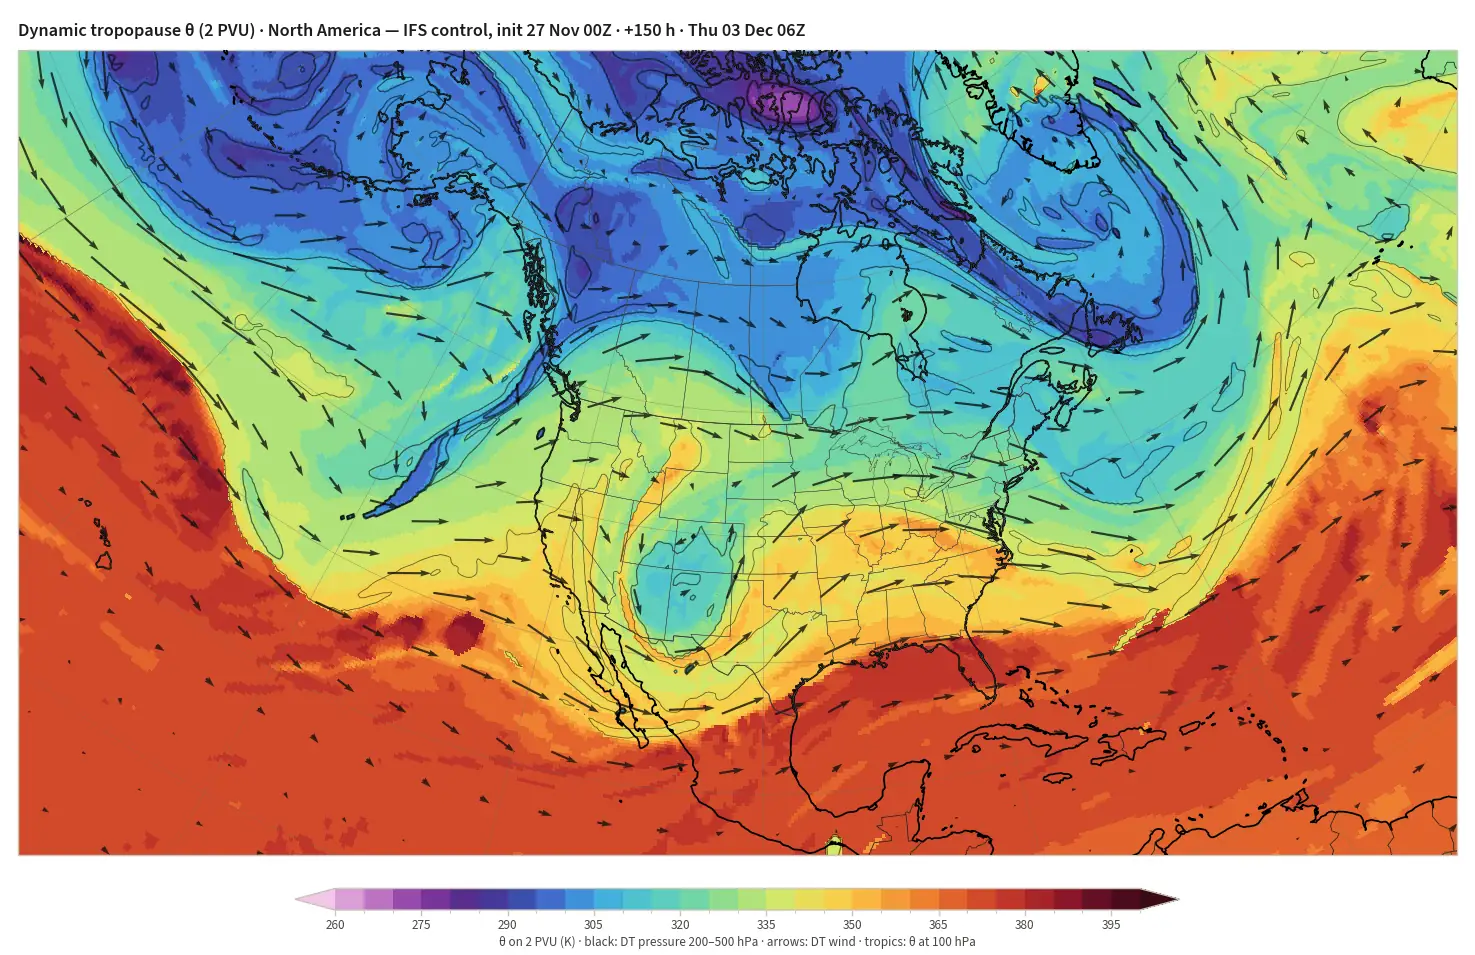 Dynamic tropopause θ (2 PVU) · North America — IFS control, init 27 Nov 00Z · +150 h · Thu 03 Dec 06Z
260 275 290 305 320 335 350 365 380 395
θ on 2 PVU (K) · black: DT pressure 200–500 hPa · arrows: DT wind · tropics: θ at 100 hPa